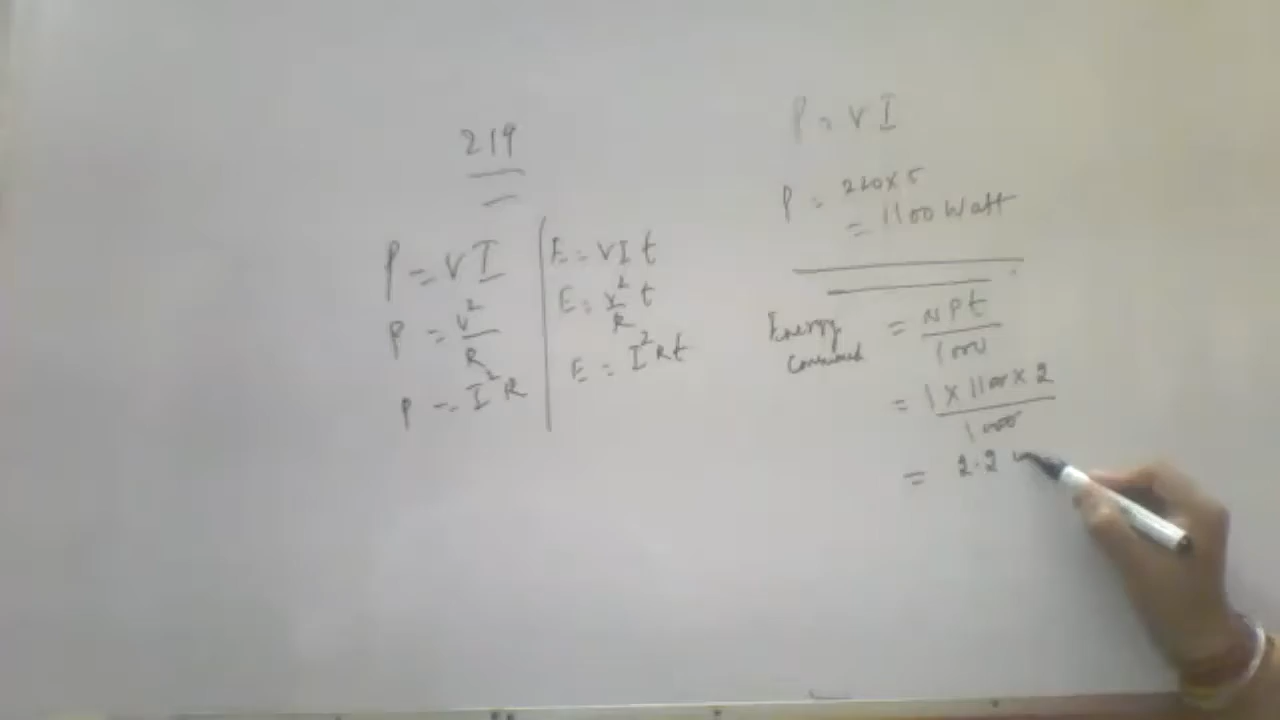 219
P = VI
P = V²/R
P = I²R
E = VIt
E = V²/R t
E = I²Rt
P = VI
P = 220 x 5
= 1100 Watt
Energy Consumed = NPt/1000
= 1 x 1100 x 2/1000
= 2.2